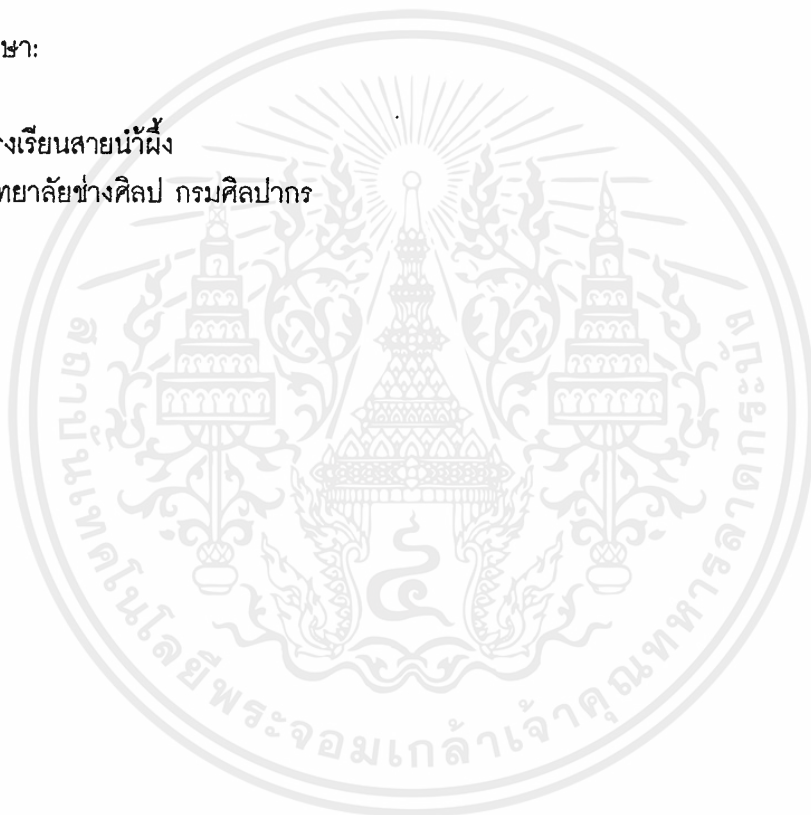 ษา:
งเรียนสายน้ำผึ้ง
ทยาลัยช่างศิลป กรมศิลปากร
สถาบันเทคโนโลยีพระจอมเกล้าเจ้าคุณทหารลาดกระบัง